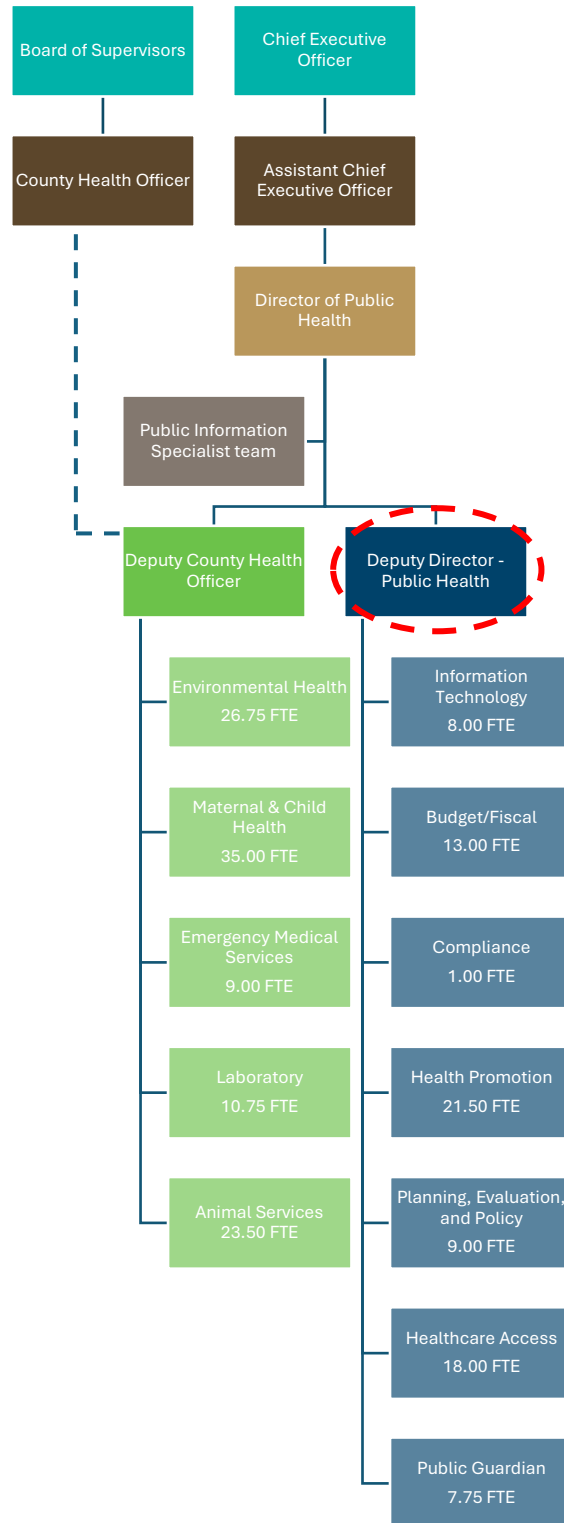 Board of Supervisors
Chief Executive
Officer
County Health Officer
Assistant Chief
Executive Officer
Director of Public
Health
Public Information
Specialist team
Deputy County Health
Officer
Deputy Director -
Public Health
Environmental Health
26.75 FTE
Information
Technology
8.00 FTE
Maternal & Child
Health
35.00 FTE
Budget/Fiscal
13.00 FTE
Emergency Medical
Services
9.00 FTE
Compliance
1.00 FTE
Laboratory
10.75 FTE
Health Promotion
21.50 FTE
Animal Services
23.50 FTE
Planning, Evaluation,
and Policy
9.00 FTE
Healthcare Access
18.00 FTE
Public Guardian
7.75 FTE